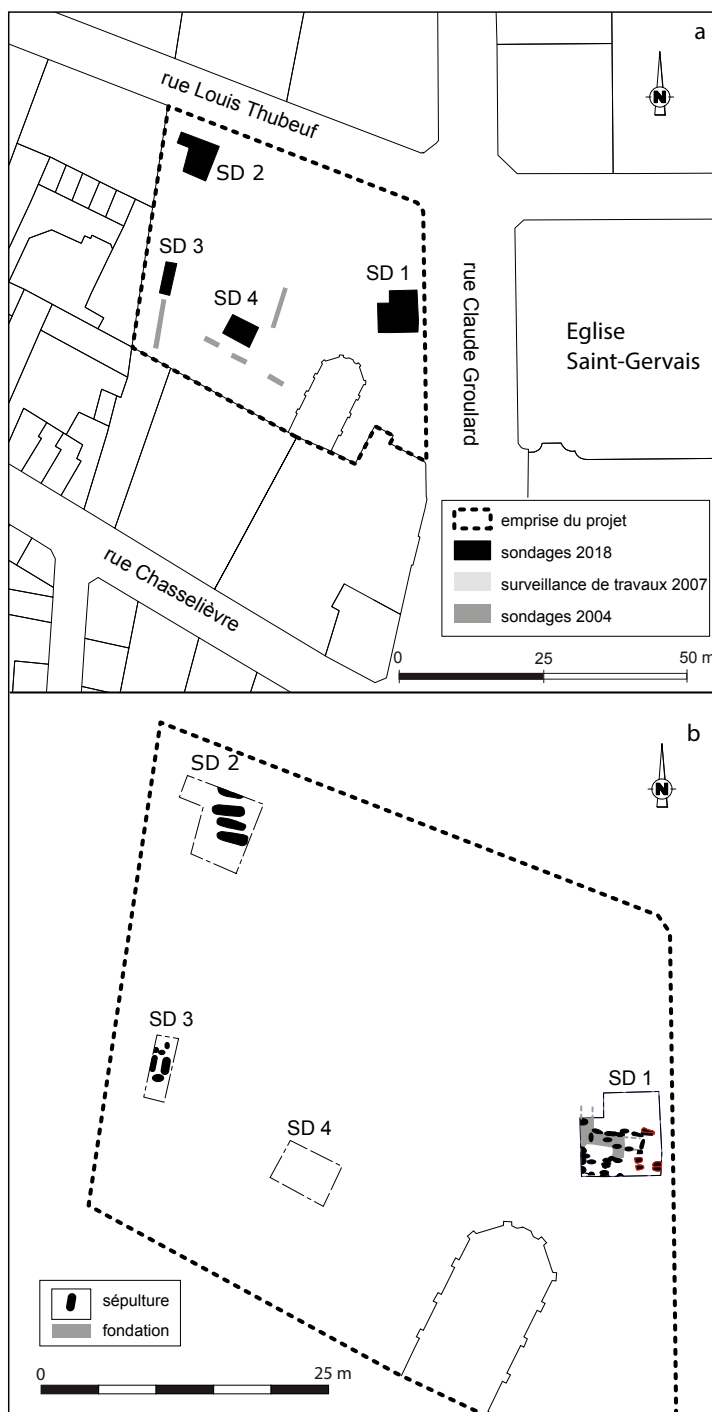 a
N
rue Louis Thubeuf
SD 2
SD 3
SD 1
SD 4
rue Claude Groulard
Eglise
Saint-Gervais
rue Chasselièvre
emprise du projet
sondages 2018
surveillance de travaux 2007
sondages 2004
0 25 50 m
b
N
SD 2
SD 3
SD 1
SD 4
sépulture
fondation
0 25 m